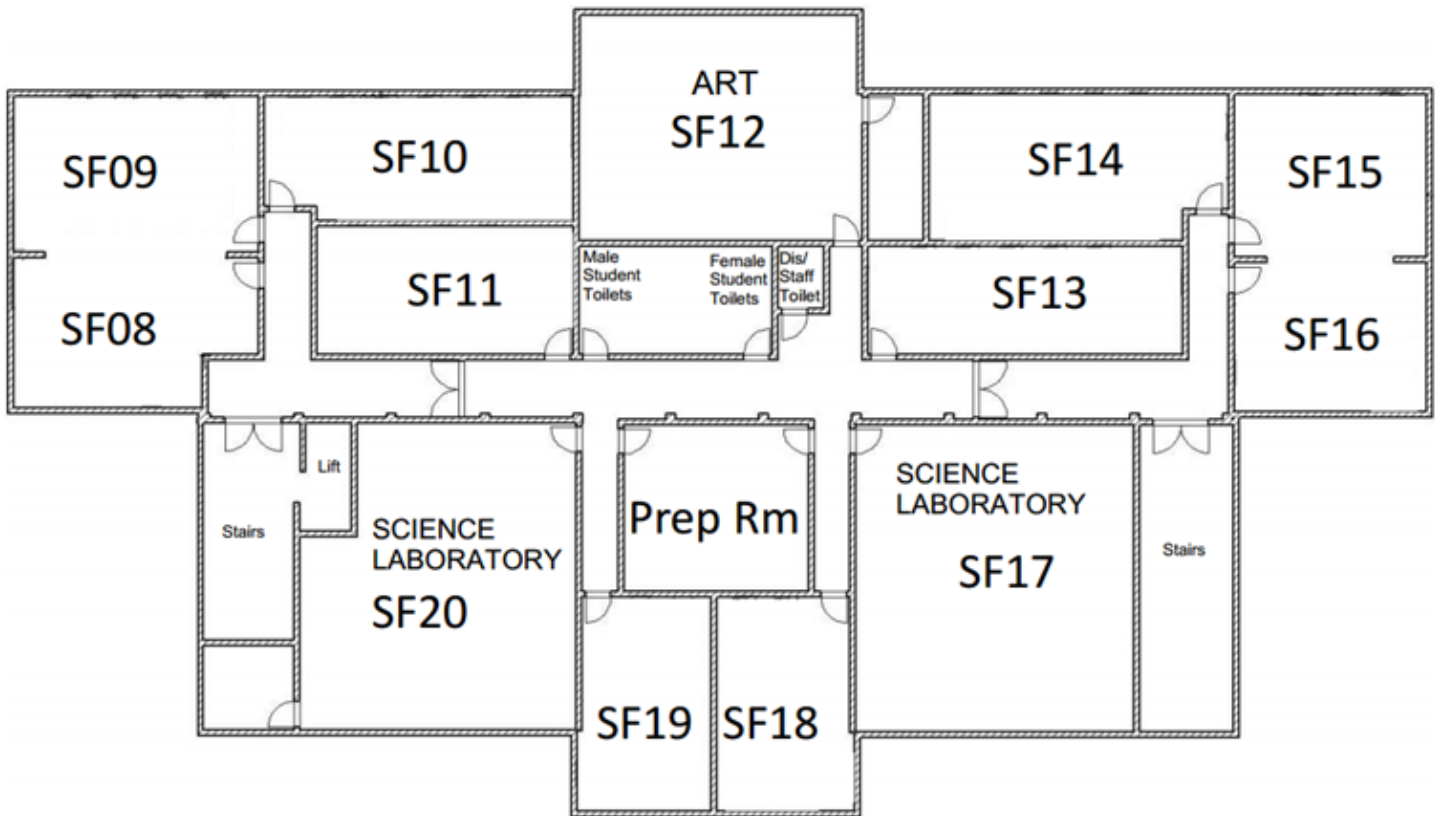 ART
SF12
SF09
SF10
SF14
SF15
Male
Student
Toilets
Female
Student
Toilets
Dis/
Staff
Toilet
SF11
SF13
SF08
SF16
Lift
Stairs
SCIENCE
LABORATORY
SF20
Prep Rm
SCIENCE
LABORATORY
SF17
Stairs
SF19
SF18